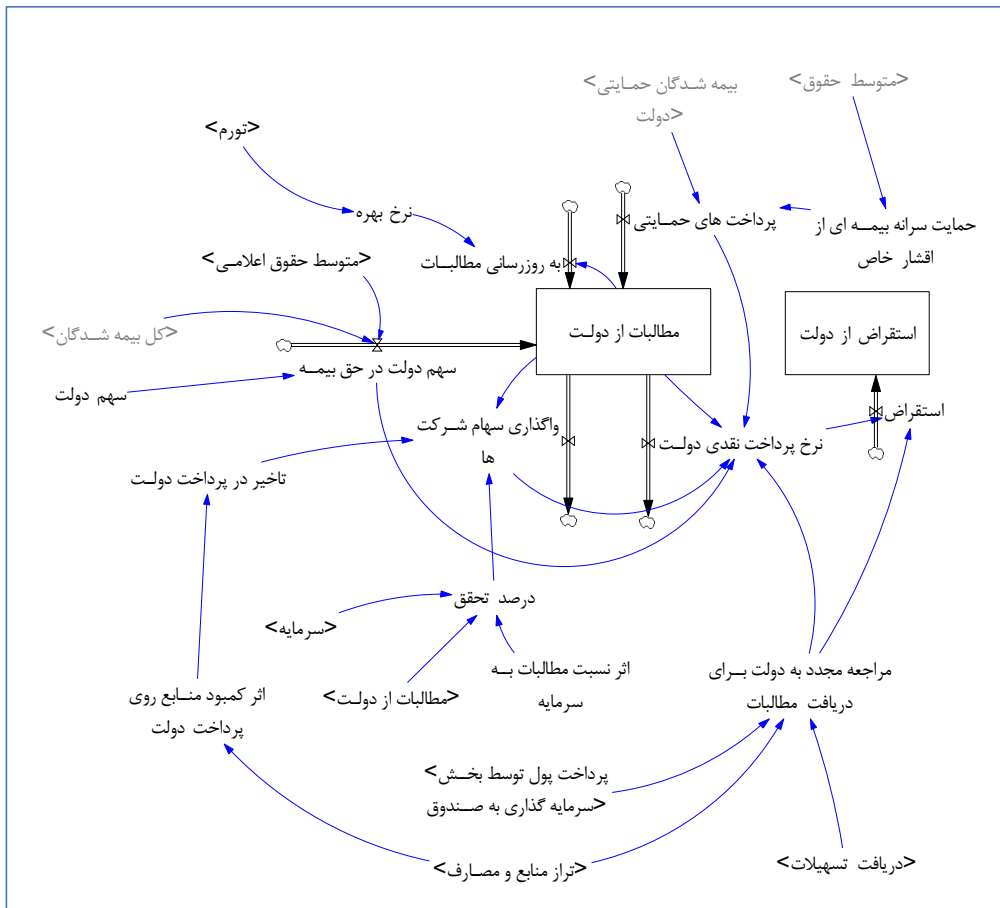 <متوسط حقوق>
<بیمه شدگان حمایتی
دولت>
<تورم>
نرخ بهره
پرداخت های حمایتی
حمایت سرانه بیمه ای از
اقشار خاص
<متوسط حقوق اعلامی>
به روزرسانی مطالبات
<کل بیمه شدگان>
مطالبات از دولت
استقراض از دولت
سهم دولت در حق بیمه
سهم دولت
استقراض
واگذاری سهام شرکت
ها
نرخ پرداخت نقدی دولت
تاخیر در پرداخت دولت
درصد تحقق
<سرمایه>
اثر نسبت مطالبات به
سرمایه
مراجعه مجدد به دولت برای
دریافت مطالبات
<مطالبات از دولت>
اثر کمبود منابع روی
پرداخت دولت
<پرداخت پول توسط بخش
سرمایه گذاری به صندوق>
<تراز منابع و مصارف>
<دریافت تسهیلات>